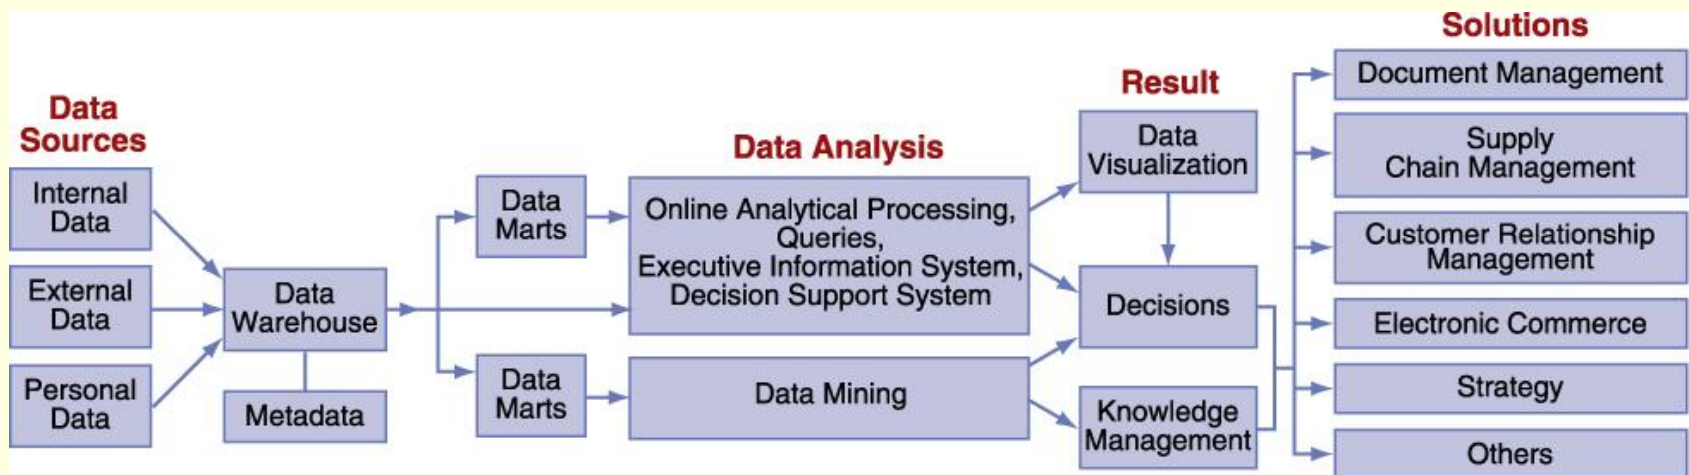 Data
Sources
Internal
Data
External
Data
Personal
Data
Data
Warehouse
Metadata
Data
Marts
Data
Marts
Data Analysis
Online Analytical Processing,
Queries,
Executive Information System,
Decision Support System
Data Mining
Result
Data
Visualization
Decisions
Knowledge
Management
Solutions
Document Management
Supply
Chain Management
Customer Relationship
Management
Electronic Commerce
Strategy
Others